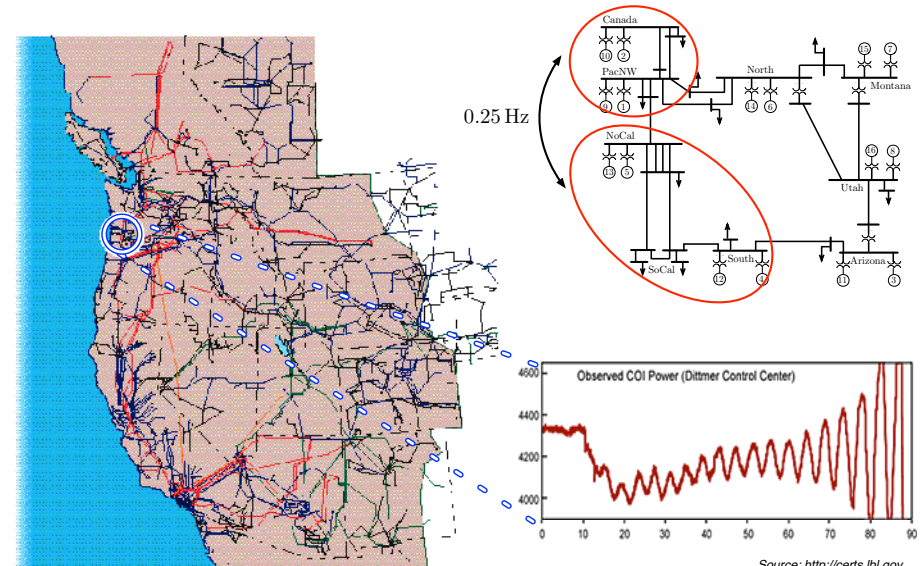 Canada
10 2
PacNW
9 1
0.25 Hz
North
14 6
15 7
Montana
NoCal
13 5
16 8
Utah
SoCal
South
12 4
Arizona
11 3
Observed COI Power (Dittmer Control Center)
4600
4400
4200
4000
0 10 20 30 40 50 60 70 80 90
Source: http://certs.lbl.gov